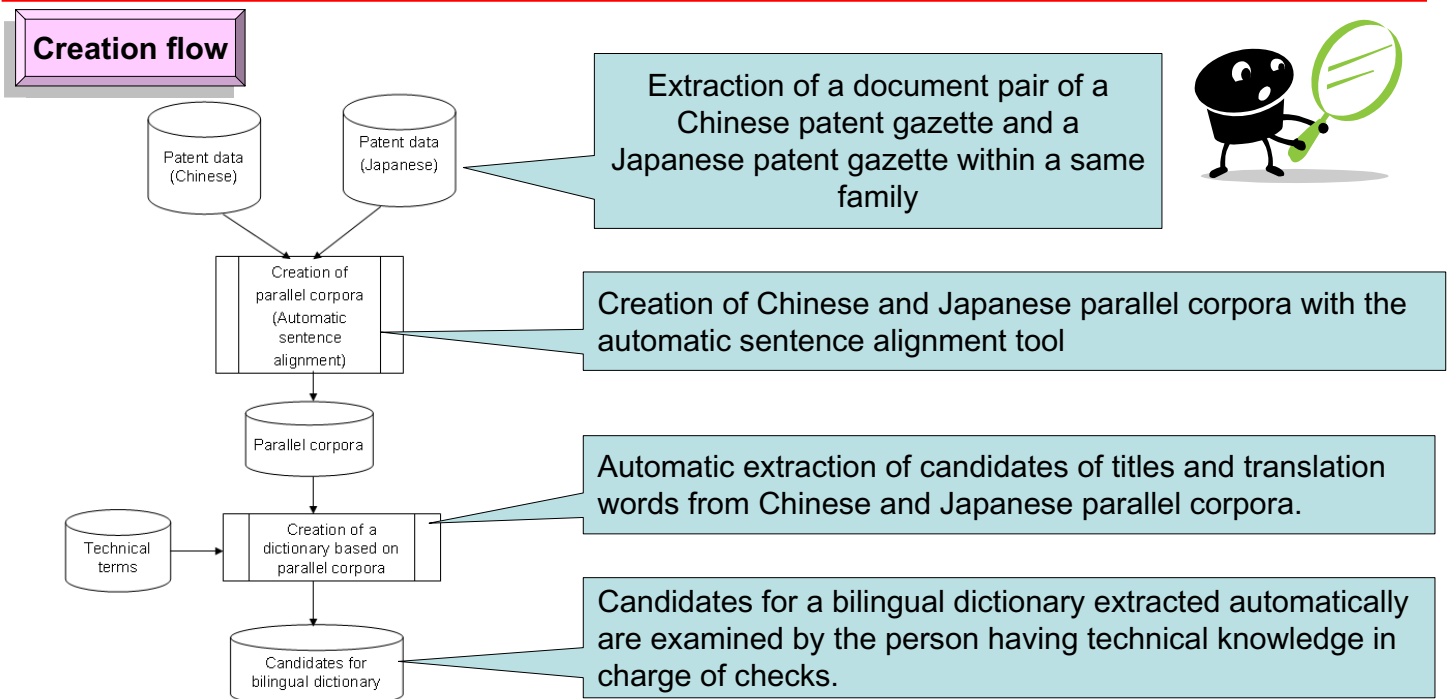 Creation flow
Patent data
(Chinese)
Patent data
(Japanese)
Extraction of a document pair of a
Chinese patent gazette and a
Japanese patent gazette within a same
family
Creation of
parallel corpora
(Automatic
sentence
alignment)
Creation of Chinese and Japanese parallel corpora with the
automatic sentence alignment tool
Parallel corpora
Automatic extraction of candidates of titles and translation
words from Chinese and Japanese parallel corpora.
Technical
terms
Creation of a
dictionary based on
parallel corpora
Candidates for a bilingual dictionary extracted automatically
are examined by the person having technical knowledge in
charge of checks.
Candidates for
bilingual dictionary